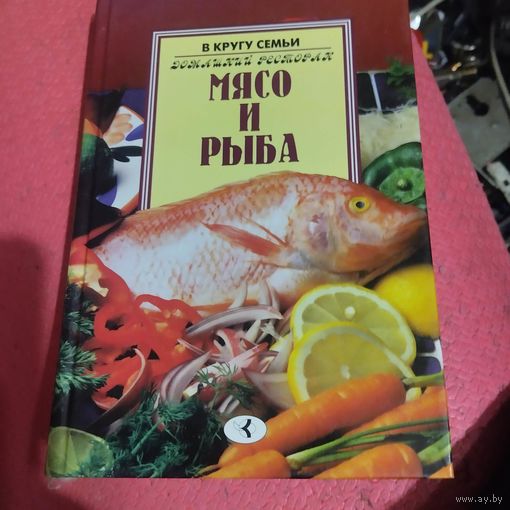 В КРУГУ СЕМЬИ
ДОМАШНИЙ РЕСТОРАН
МЯСО
И
РЫБА
www.ay.by